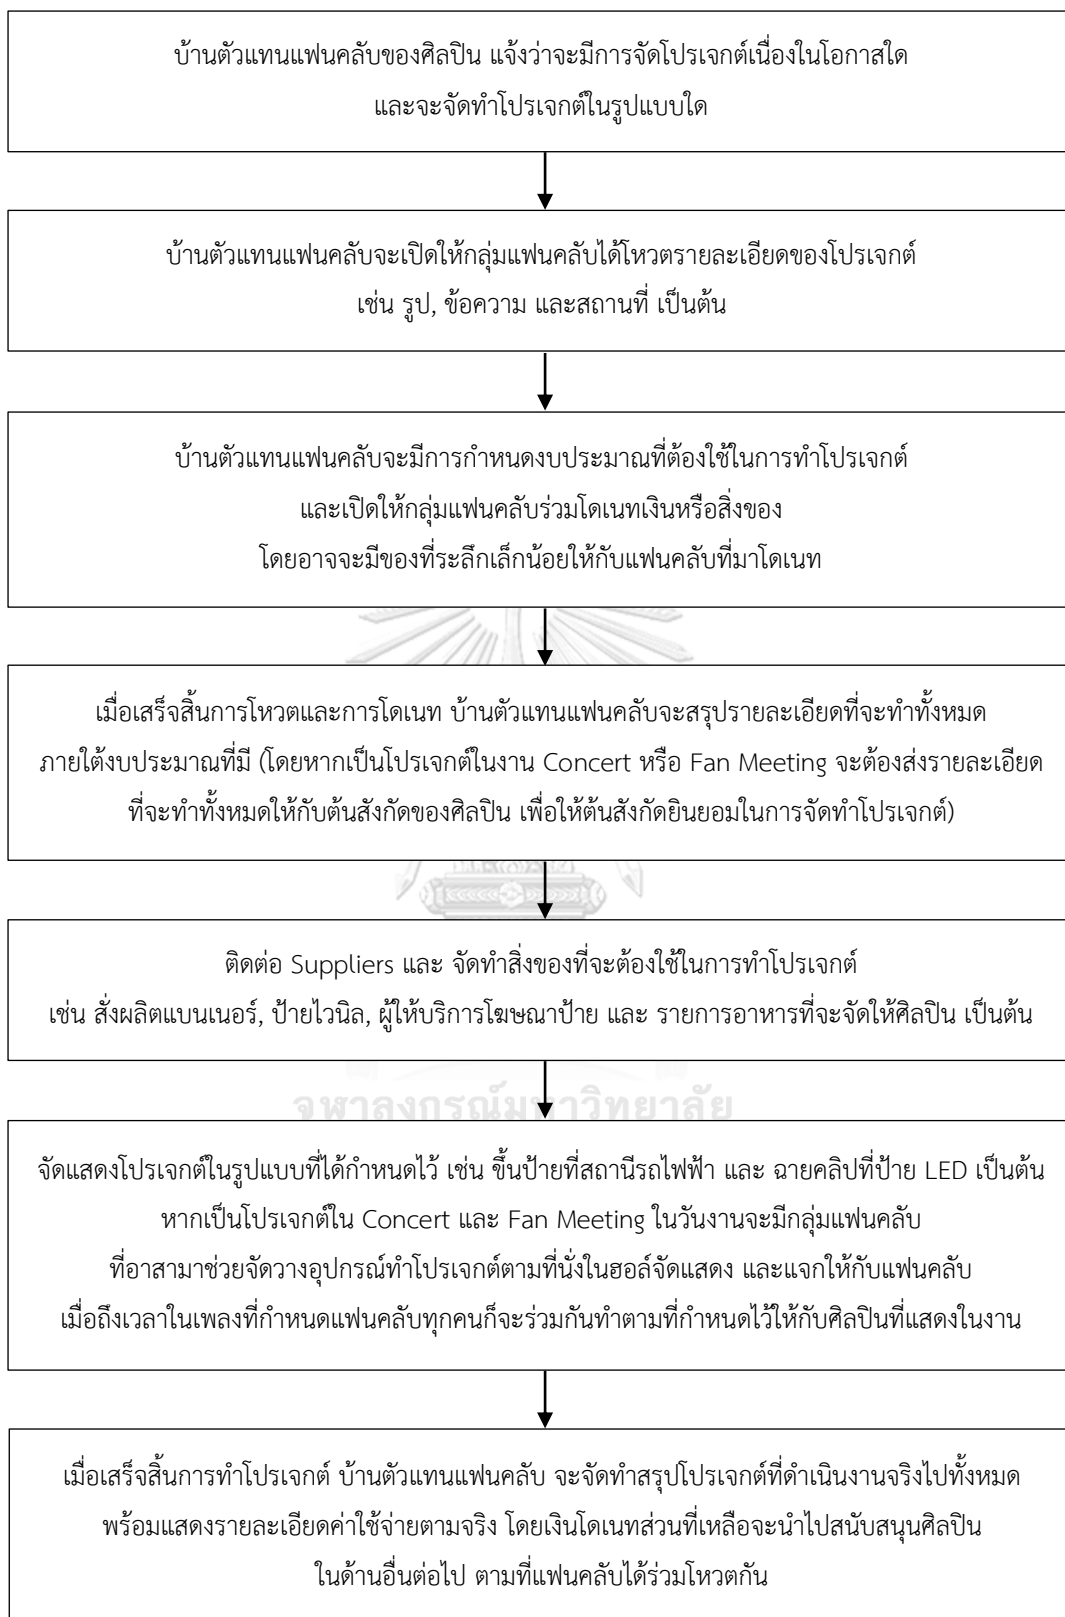 บ้านตัวแทนแฟนคลับของศิลปิน แจ้งว่าจะมีการจัดโปรเจกต์เนื่องในโอกาสใด
และจะจัดทำโปรเจกต์ในรูปแบบใด
บ้านตัวแทนแฟนคลับจะเปิดให้กลุ่มแฟนคลับได้โหวตรายละเอียดของโปรเจกต์
เช่น รูป, ข้อความ และสถานที่ เป็นต้น
บ้านตัวแทนแฟนคลับจะมีการกำหนดงบประมาณที่ต้องใช้ในการทำโปรเจกต์
และเปิดให้กลุ่มแฟนคลับร่วมโดเนทเงินหรือสิ่งของ
โดยอาจจะมีของที่ระลึกเล็กน้อยให้กับแฟนคลับที่มาโดเนท
เมื่อเสร็จสิ้นการโหวตและการโดเนท บ้านตัวแทนแฟนคลับจะสรุปรายละเอียดที่จะทำทั้งหมด
ภายใต้งบประมาณที่มี (โดยหากเป็นโปรเจกต์ในงาน Concert หรือ Fan Meeting จะต้องส่งรายละเอียด
ที่จะทำทั้งหมดให้กับต้นสังกัดของศิลปิน เพื่อให้ต้นสังกัดยินยอมในการจัดทำโปรเจกต์)
ติดต่อ Suppliers และ จัดทำสิ่งของที่จะต้องใช้ในการทำโปรเจกต์
เช่น สั่งผลิตแบนเนอร์, ป้ายไวนิล, ผู้ให้บริการโฆษณาป้าย และ รายการอาหารที่จะจัดให้ศิลปิน เป็นต้น
จุฬาลงกรณ์มหาวิทยาลัย
จัดแสดงโปรเจกต์ในรูปแบบที่ได้กำหนดไว้ เช่น ขึ้นป้ายที่สถานีรถไฟฟ้า และ ฉายคลิปที่ป้าย LED เป็นต้น
หากเป็นโปรเจกต์ใน Concert และ Fan Meeting ในวันงานจะมีกลุ่มแฟนคลับ
ที่อาสามาช่วยจัดวางอุปกรณ์ทำโปรเจกต์ตามที่นั่งในฮอล์จัดแสดง และแจกให้กับแฟนคลับ
เมื่อถึงเวลาในเพลงที่กำหนดแฟนคลับทุกคนก็จะร่วมกันทำตามที่กำหนดไว้ให้กับศิลปินที่แสดงในงาน
เมื่อเสร็จสิ้นการทำโปรเจกต์ บ้านตัวแทนแฟนคลับ จะจัดทำสรุปโปรเจกต์ที่ดำเนินงานจริงไปทั้งหมด
พร้อมแสดงรายละเอียดค่าใช้จ่ายตามจริง โดยเงินโดเนทส่วนที่เหลือจะนำไปสนับสนุนศิลปิน
ในด้านอื่นต่อไป ตามที่แฟนคลับได้ร่วมโหวตกัน